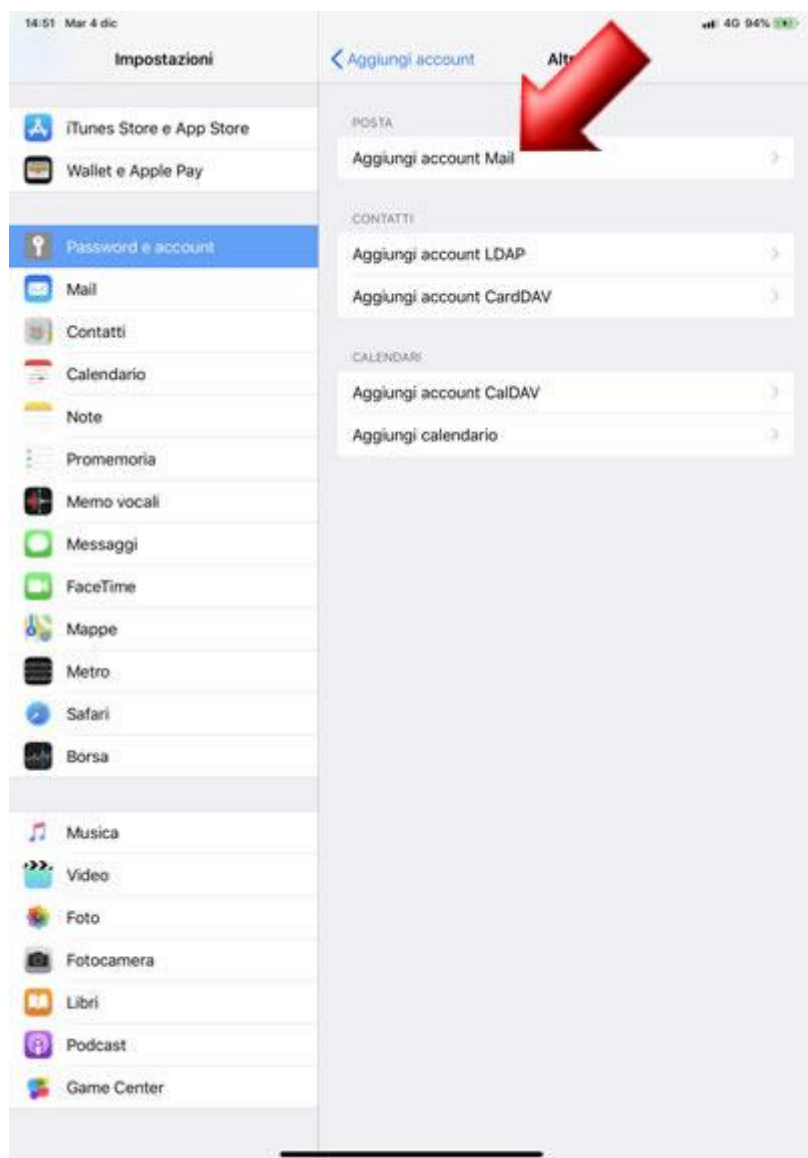 14:51 Mar 4 dic
4G 94%
Impostazioni
Aggiungi account
iTunes Store e App Store
Wallet e Apple Pay
Password e account
Mail
Contatti
Calendario
Note
Promemoria
Memo vocali
Messaggi
FaceTime
Mappe
Metro
Safari
Borsa
Musica
Video
Foto
Fotocamera
Libri
Podcast
Game Center
POSTA
Aggiungi account Mail
CONTATTI
Aggiungi account LDAP
Aggiungi account CardDAV
CALENDARI
Aggiungi account CalDAV
Aggiungi calendario